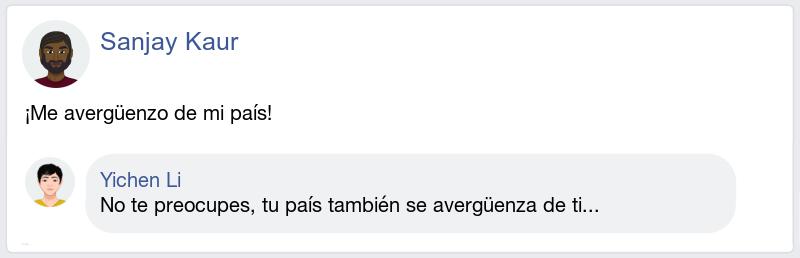 Sanjay Kaur
¡Me avergüenzo de mi país!
Yichen Li
No te preocupes, tu país también se avergüenza de ti...